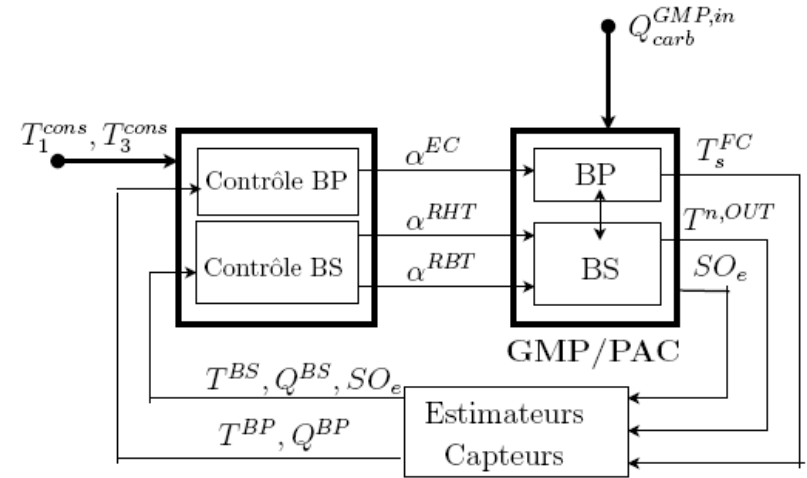 Q_{carb}^{GMP,in}
T_1^{cons}, T_3^{cons}
Contrôle BP
α^{EC}
BP
T_s^{FC}
α^{RHT}
T^{n,OUT}
Contrôle BS
α^{RBT}
BS
SO_e
GMP/PAC
T^{BS}, Q^{BS}, SO_e
Estimateurs
T^{BP}, Q^{BP}
Capteurs